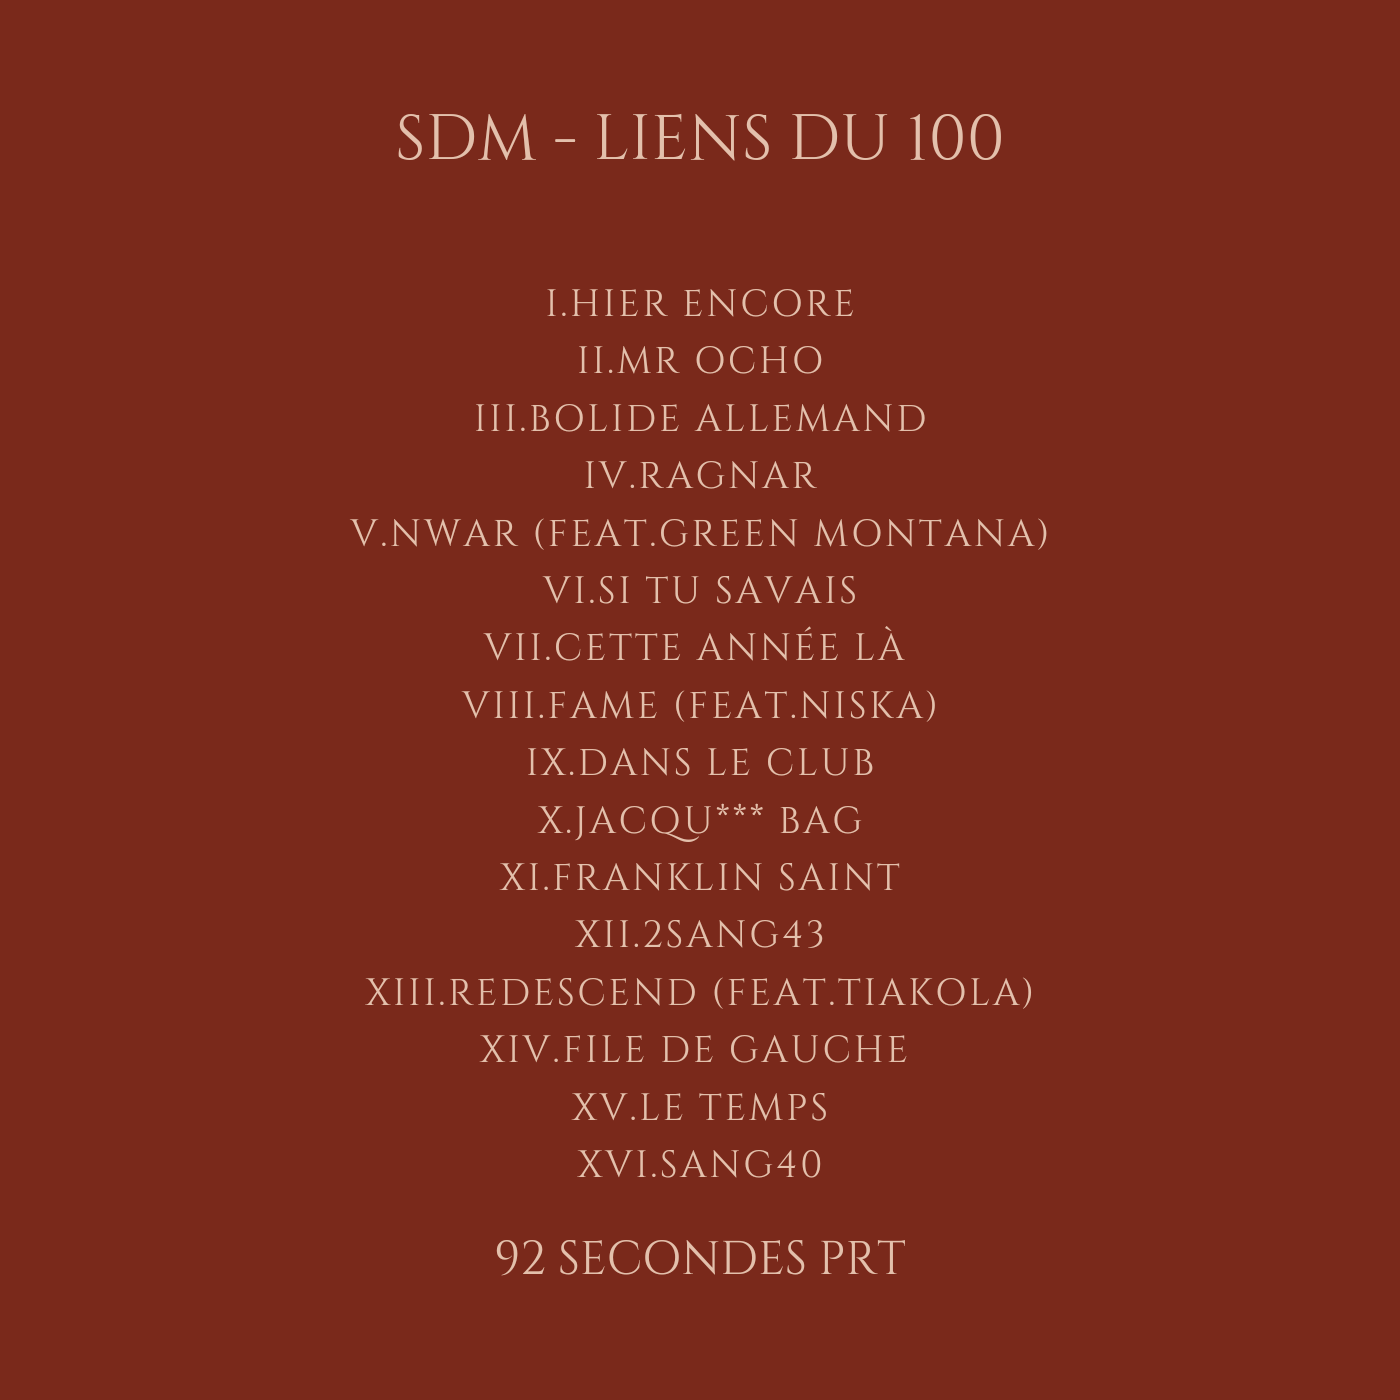 SDM - LIENS DU 100
I.HIER ENCORE
II.MR OCHO
III.BOLIDE ALLEMAND
IV.RAGNAR
V.NWAR (FEAT.GREEN MONTANA)
VI.SI TU SAVAIS
VII.CETTE ANNÉE LÀ
VIII.FAME (FEAT.NISKA)
IX.DANS LE CLUB
X.JACQU*** BAG
XI.FRANKLIN SAINT
XII.2SANG43
XIII.REDESCEND (FEAT.TIAKOLA)
XIV.FILE DE GAUCHE
XV.LE TEMPS
XVI.SANG40
92 SECONDES PRT